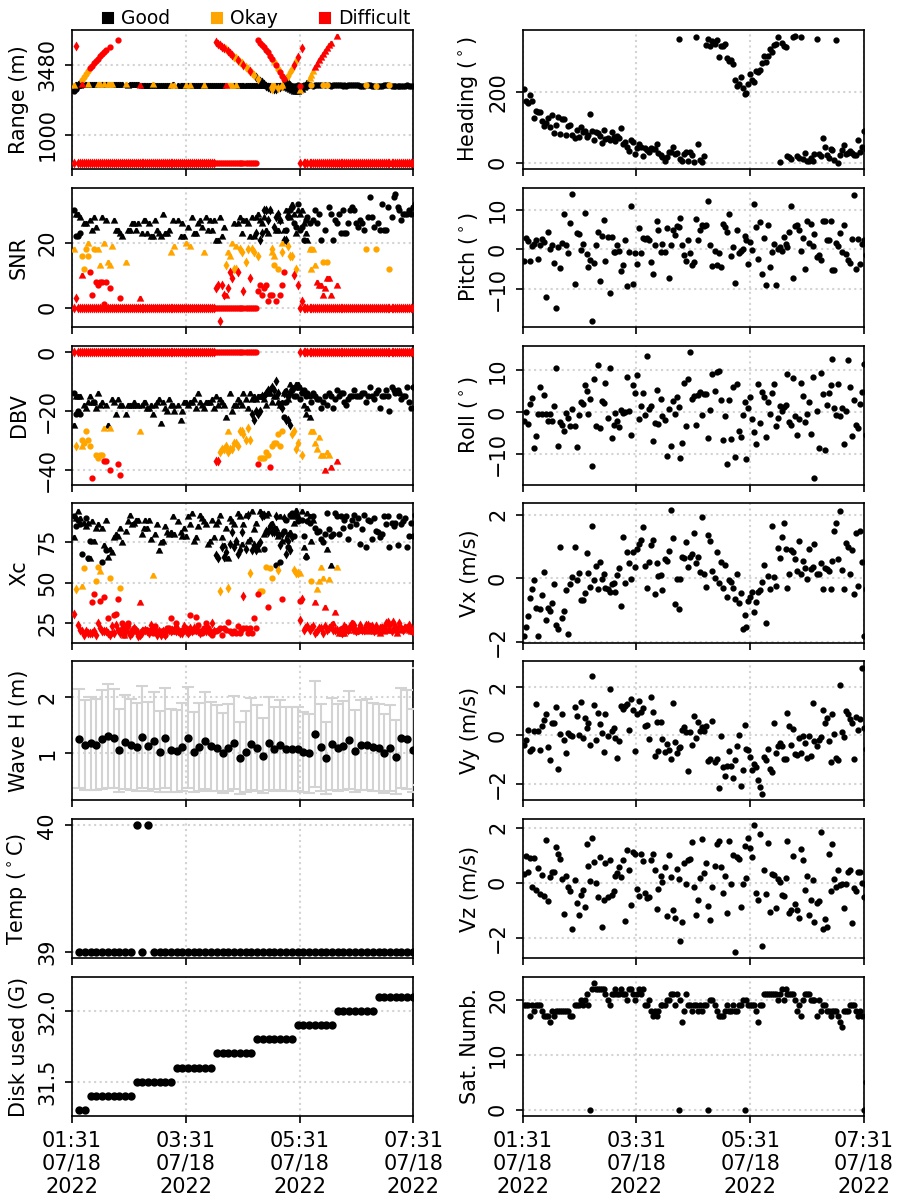 Good Okay Difficult
Range (m)
3480
1000
Heading (°)
200
0
SNR
20
0
Pitch (°)
10
0
−10
DBV
0
−20
−40
Roll (°)
10
0
−10
Xc
75
50
25
Vx (m/s)
2
0
−2
Wave H (m)
2
1
Vy (m/s)
2
0
−2
Temp (°C)
40
39
Vz (m/s)
2
0
−2
Disk used (G)
32.0
31.5
Sat. Numb.
20
10
0
01:31 03:31 05:31 07:31 01:31 03:31 05:31 07:31
07/18 07/18 07/18 07/18 07/18 07/18 07/18 07/18
2022 2022 2022 2022 2022 2022 2022 2022